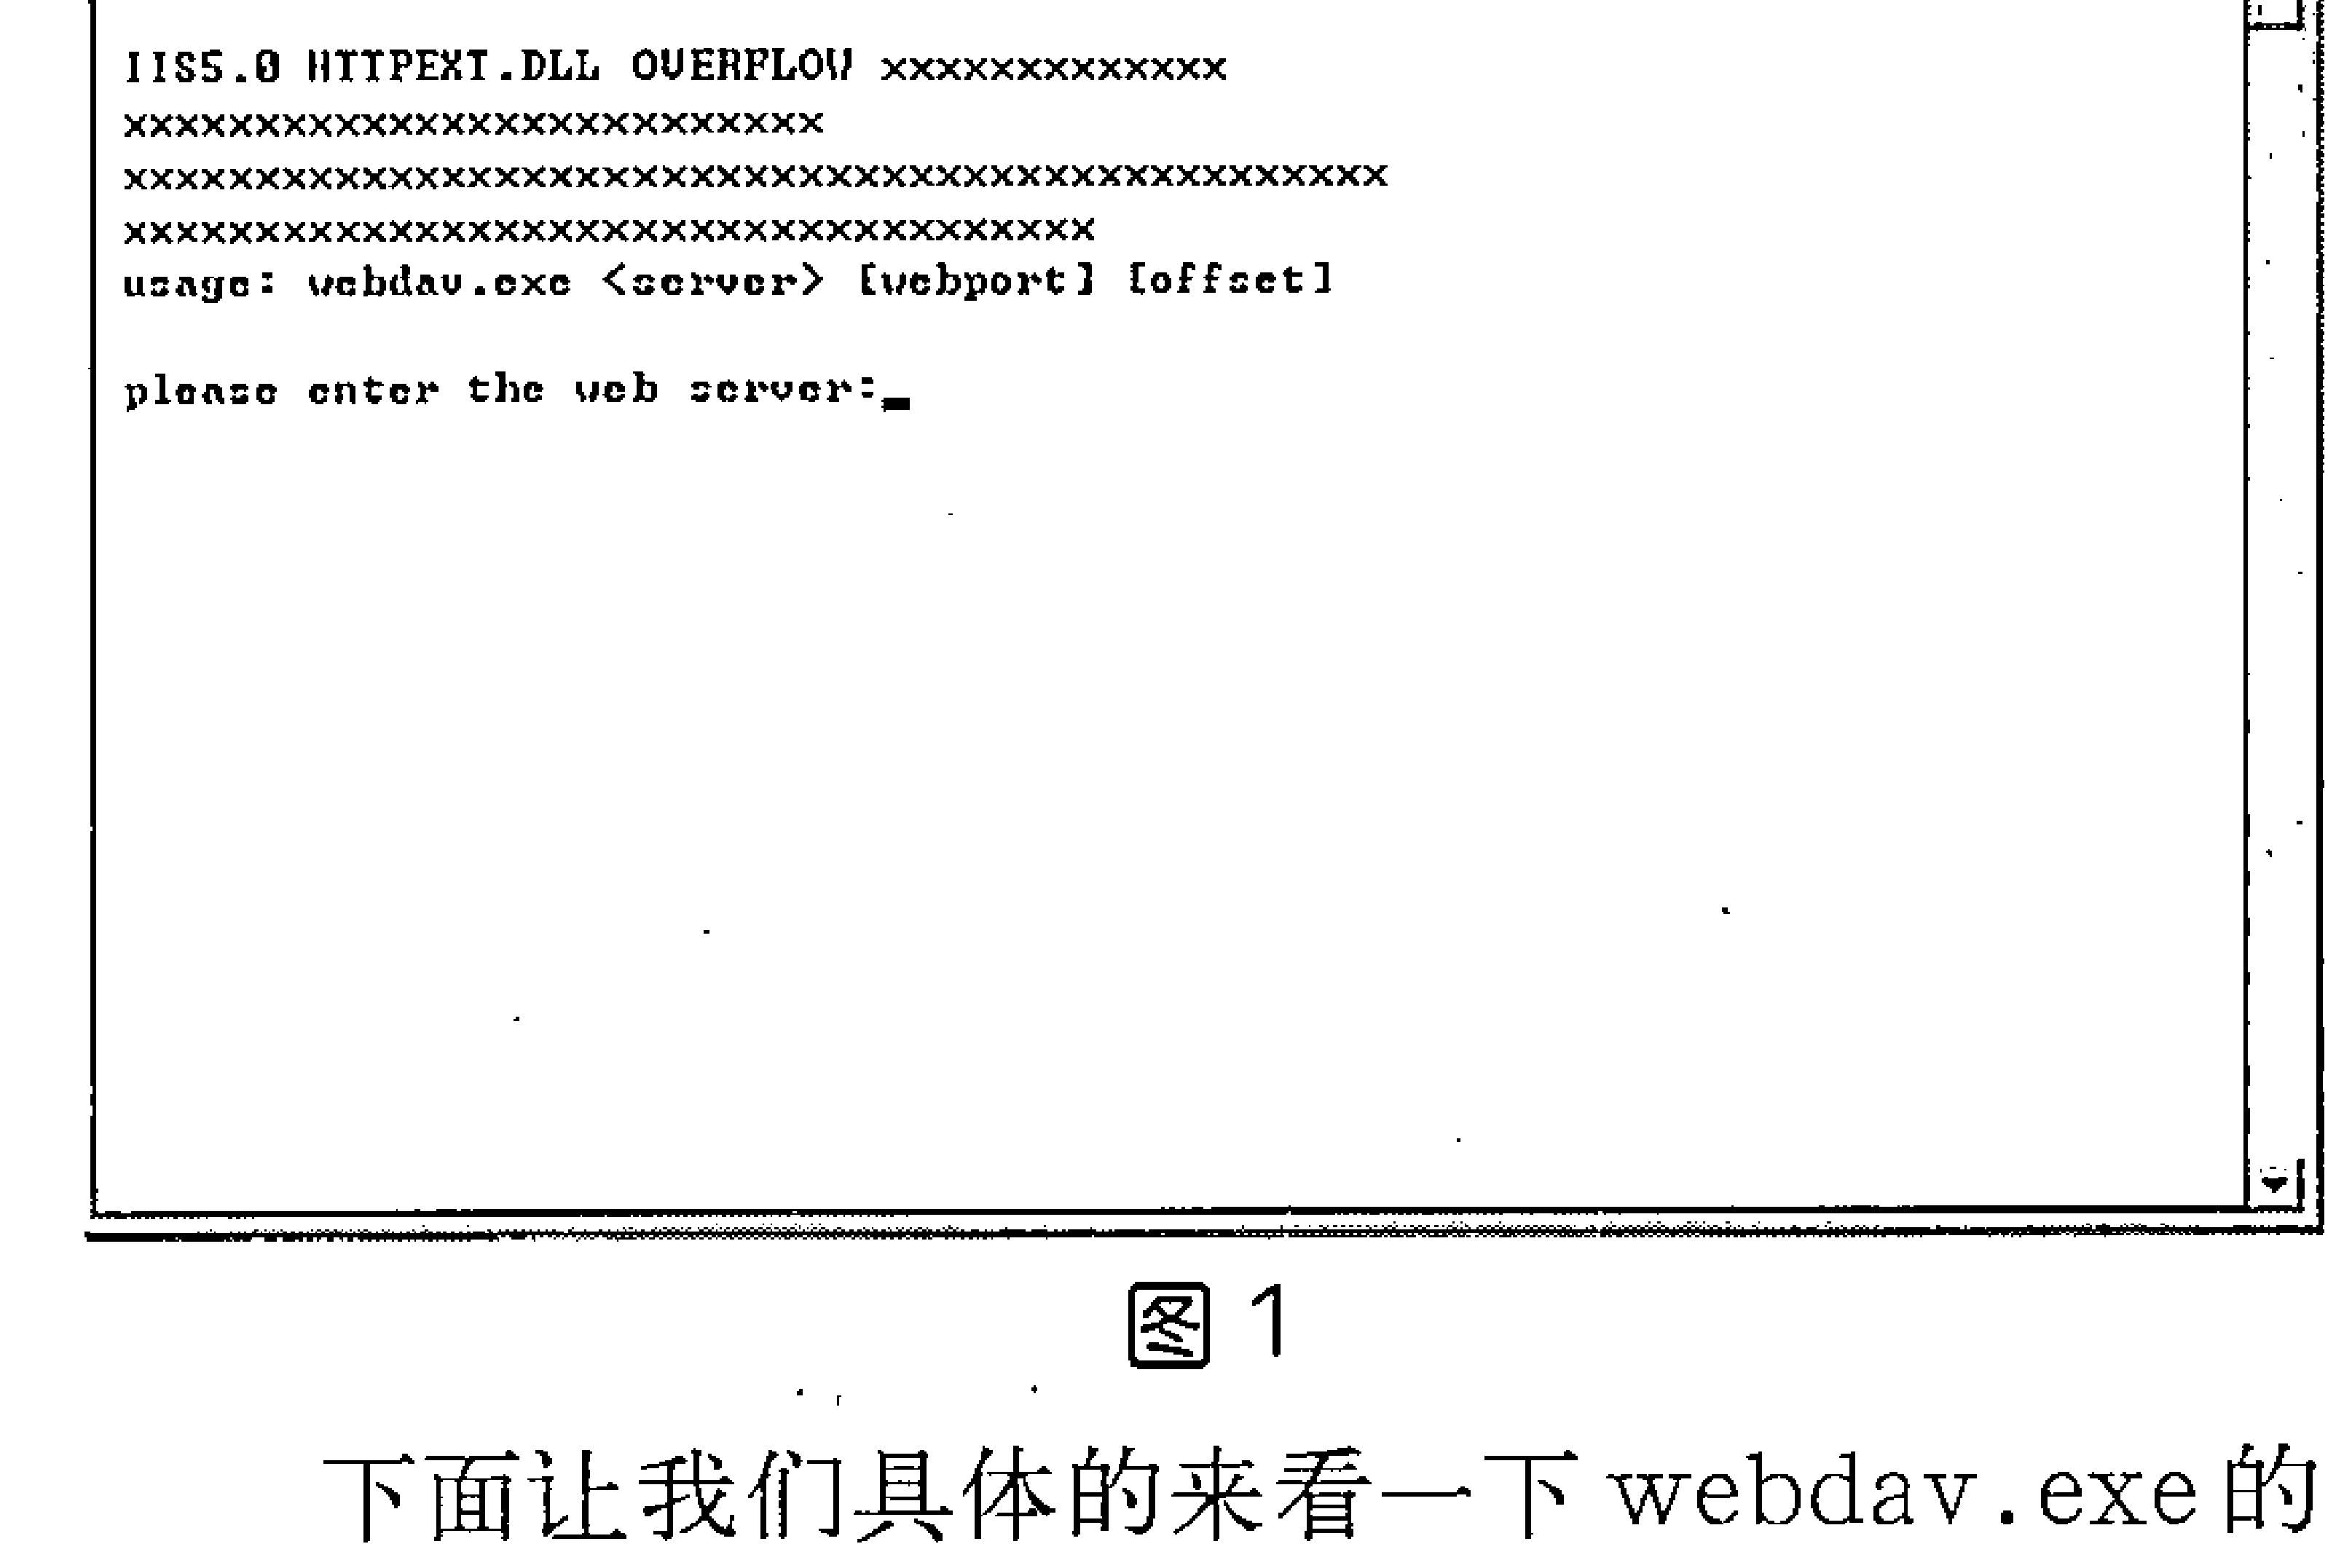 IIS5.0 HTTPEXT.DLL OVERFLOW xxxxxxxxxxxxx
xxxxxxxxxxxxxxxxxxxxxxxxxx
xxxxxxxxxxxxxxxxxxxxxxxxxxxxxxxxxxxxxxxxxxxxxxx
xxxxxxxxxxxxxxxxxxxxxxxxxxxxxxxxxxxx
usage: webdav.exe <server> [webport] [offset]
please enter the web server:_
图 1
下面让我们具体的来看一下 webdav.exe 的